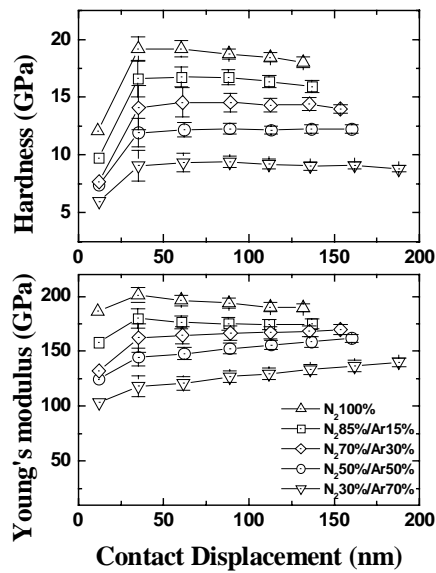 20
15
10
5
Hardness (GPa)
0 50 100 150 200
200
150
100
50
Young's modulus (GPa)
N₂100%
N₂85%/Ar15%
N₂70%/Ar30%
N₂50%/Ar50%
N₂30%/Ar70%
0 50 100 150 200
Contact Displacement (nm)